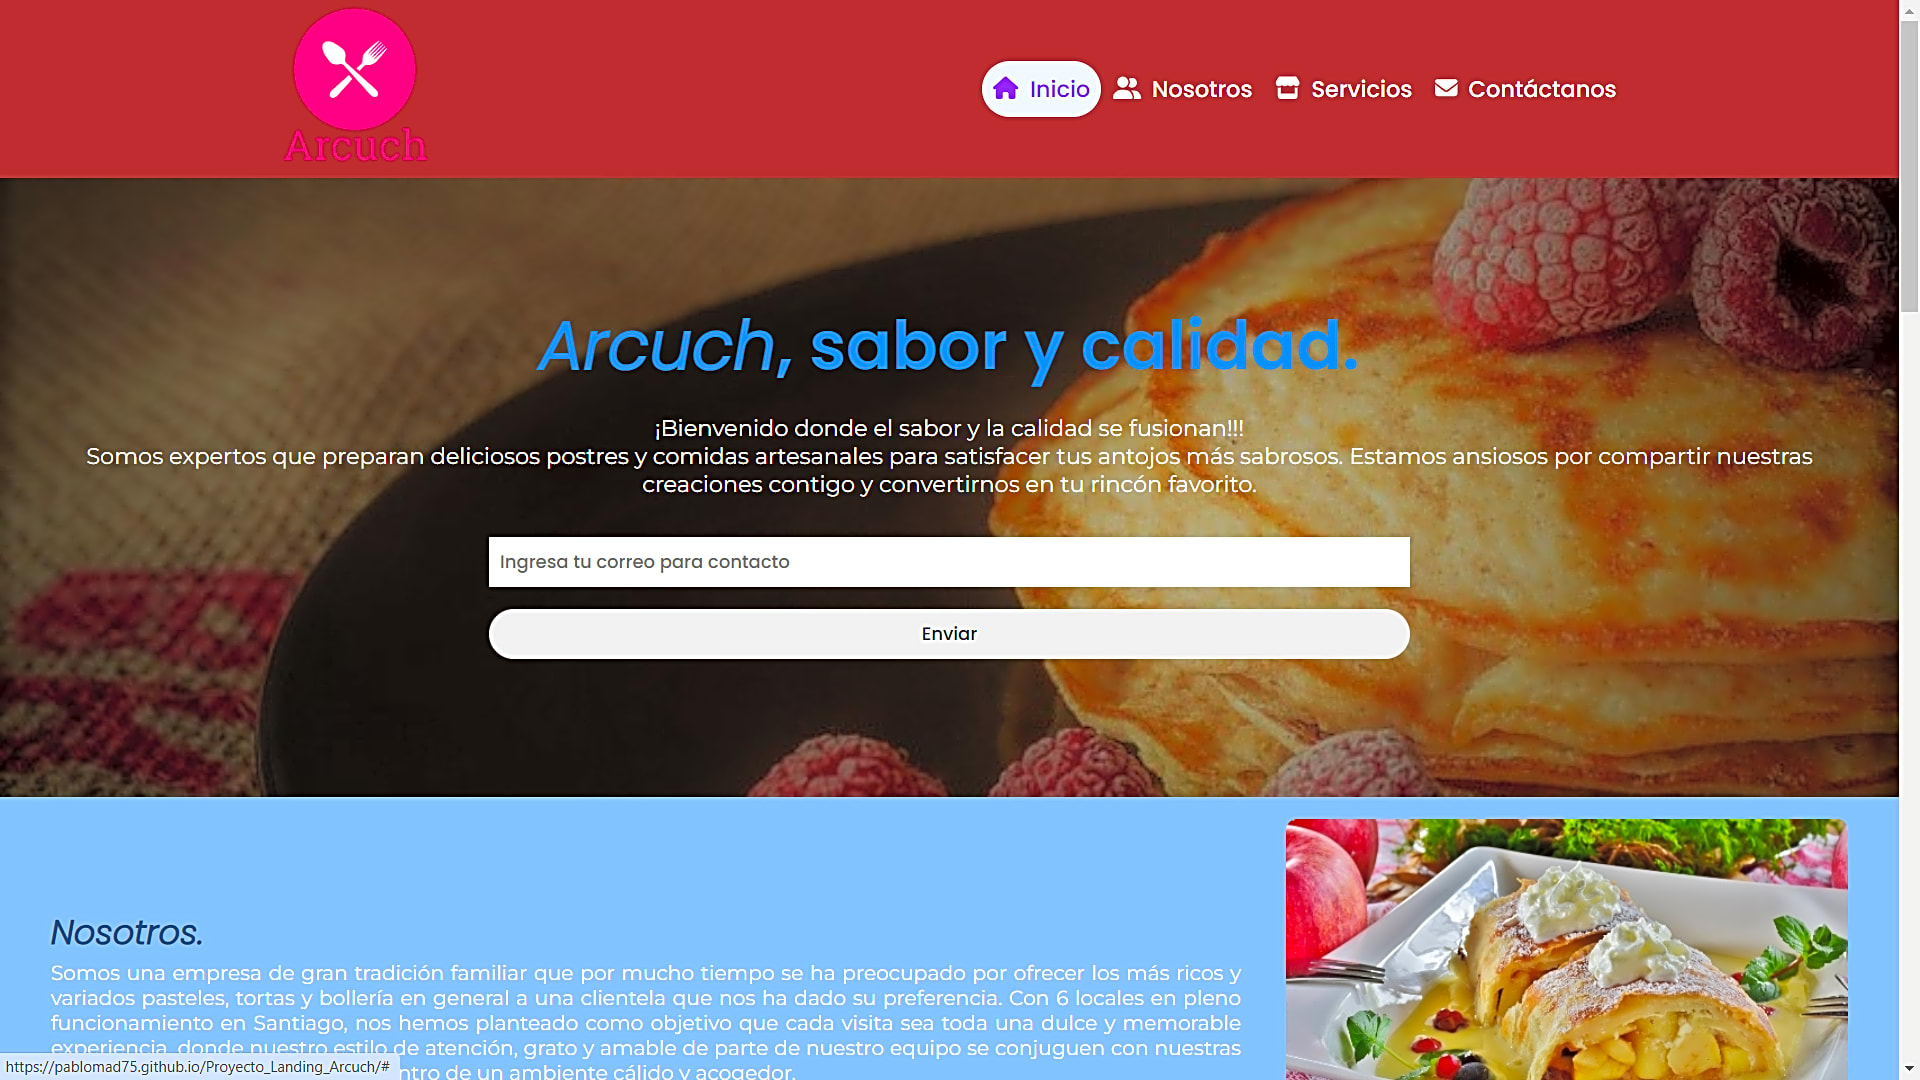 Arcuch
Inicio
Nosotros
Servicios
Contáctanos
Arcuch, sabor y calidad.
¡Bienvenido donde el sabor y la calidad se fusionan!!!
Somos expertos que preparan deliciosos postres y comidas artesanales para satisfacer tus antojos más sabrosos. Estamos ansiosos por compartir nuestras
creaciones contigo y convertirnos en tu rincón favorito.
Ingresa tu correo para contacto
Enviar
Nosotros.
Somos una empresa de gran tradición familiar que por mucho tiempo se ha preocupado por ofrecer los más ricos y
variados pasteles, tortas y bollería en general a una clientela que nos ha dado su preferencia. Con 6 locales en pleno
funcionamiento en Santiago, nos hemos planteado como objetivo que cada visita sea toda una dulce y memorable
experiencia, donde nuestro estilo de atención, grato y amable de parte de nuestro equipo se conjuguen con nuestras
de un ambiente cálido y acogedor.
https://pablomad75.github.io/Proyecto_Landing_Arcuch/#